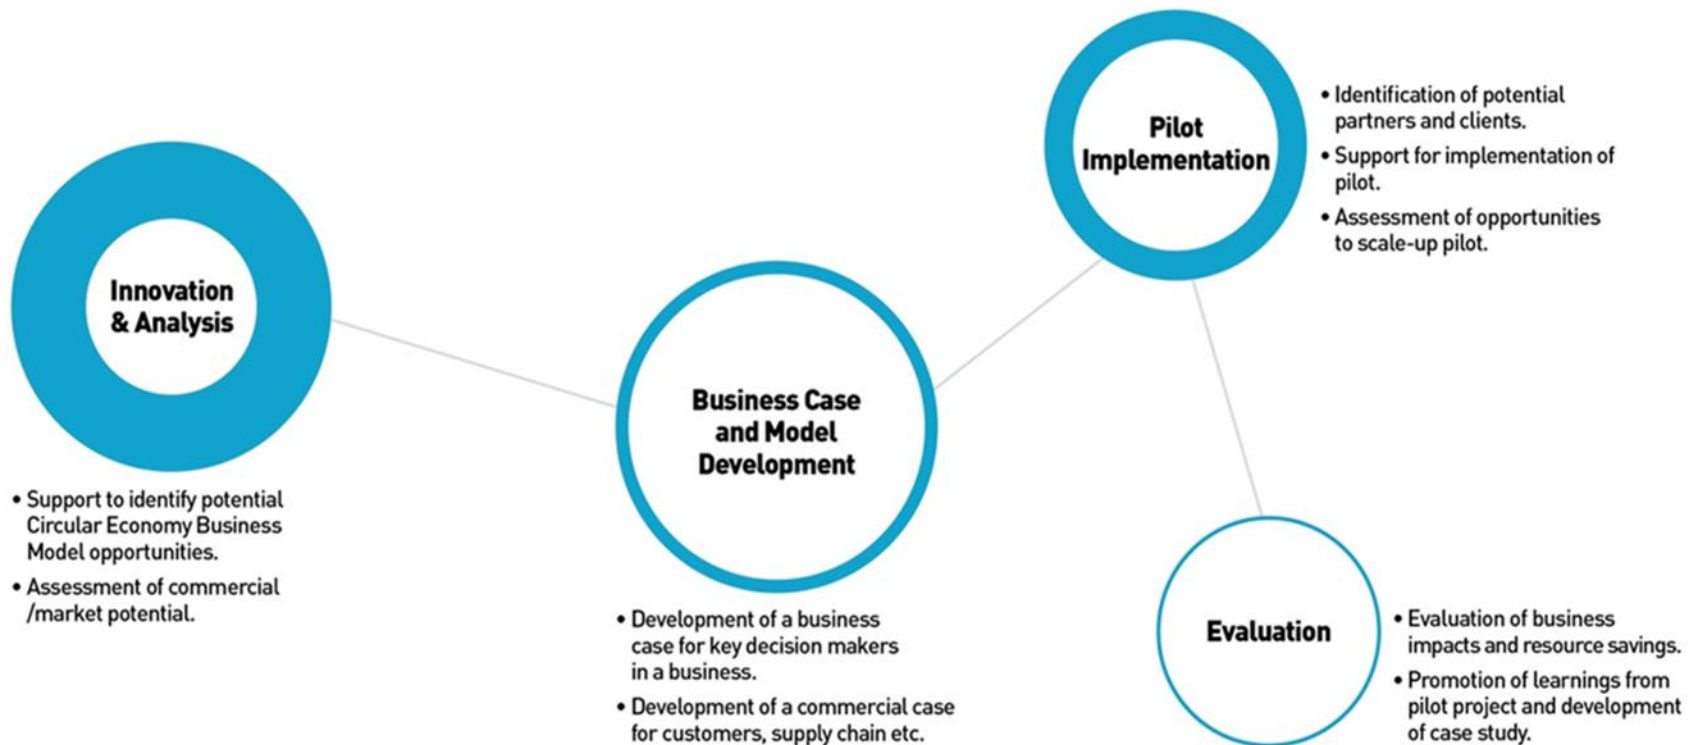 Innovation
& Analysis
• Support to identify potential
Circular Economy Business
Model opportunities.
• Assessment of commercial
/market potential.
Business Case
and Model
Development
• Development of a business
case for key decision makers
in a business.
• Development of a commercial case
for customers, supply chain etc.
Pilot
Implementation
• Identification of potential
partners and clients.
• Support for implementation of
pilot.
• Assessment of opportunities
to scale-up pilot.
Evaluation
• Evaluation of business
impacts and resource savings.
• Promotion of learnings from
pilot project and development
of case study.